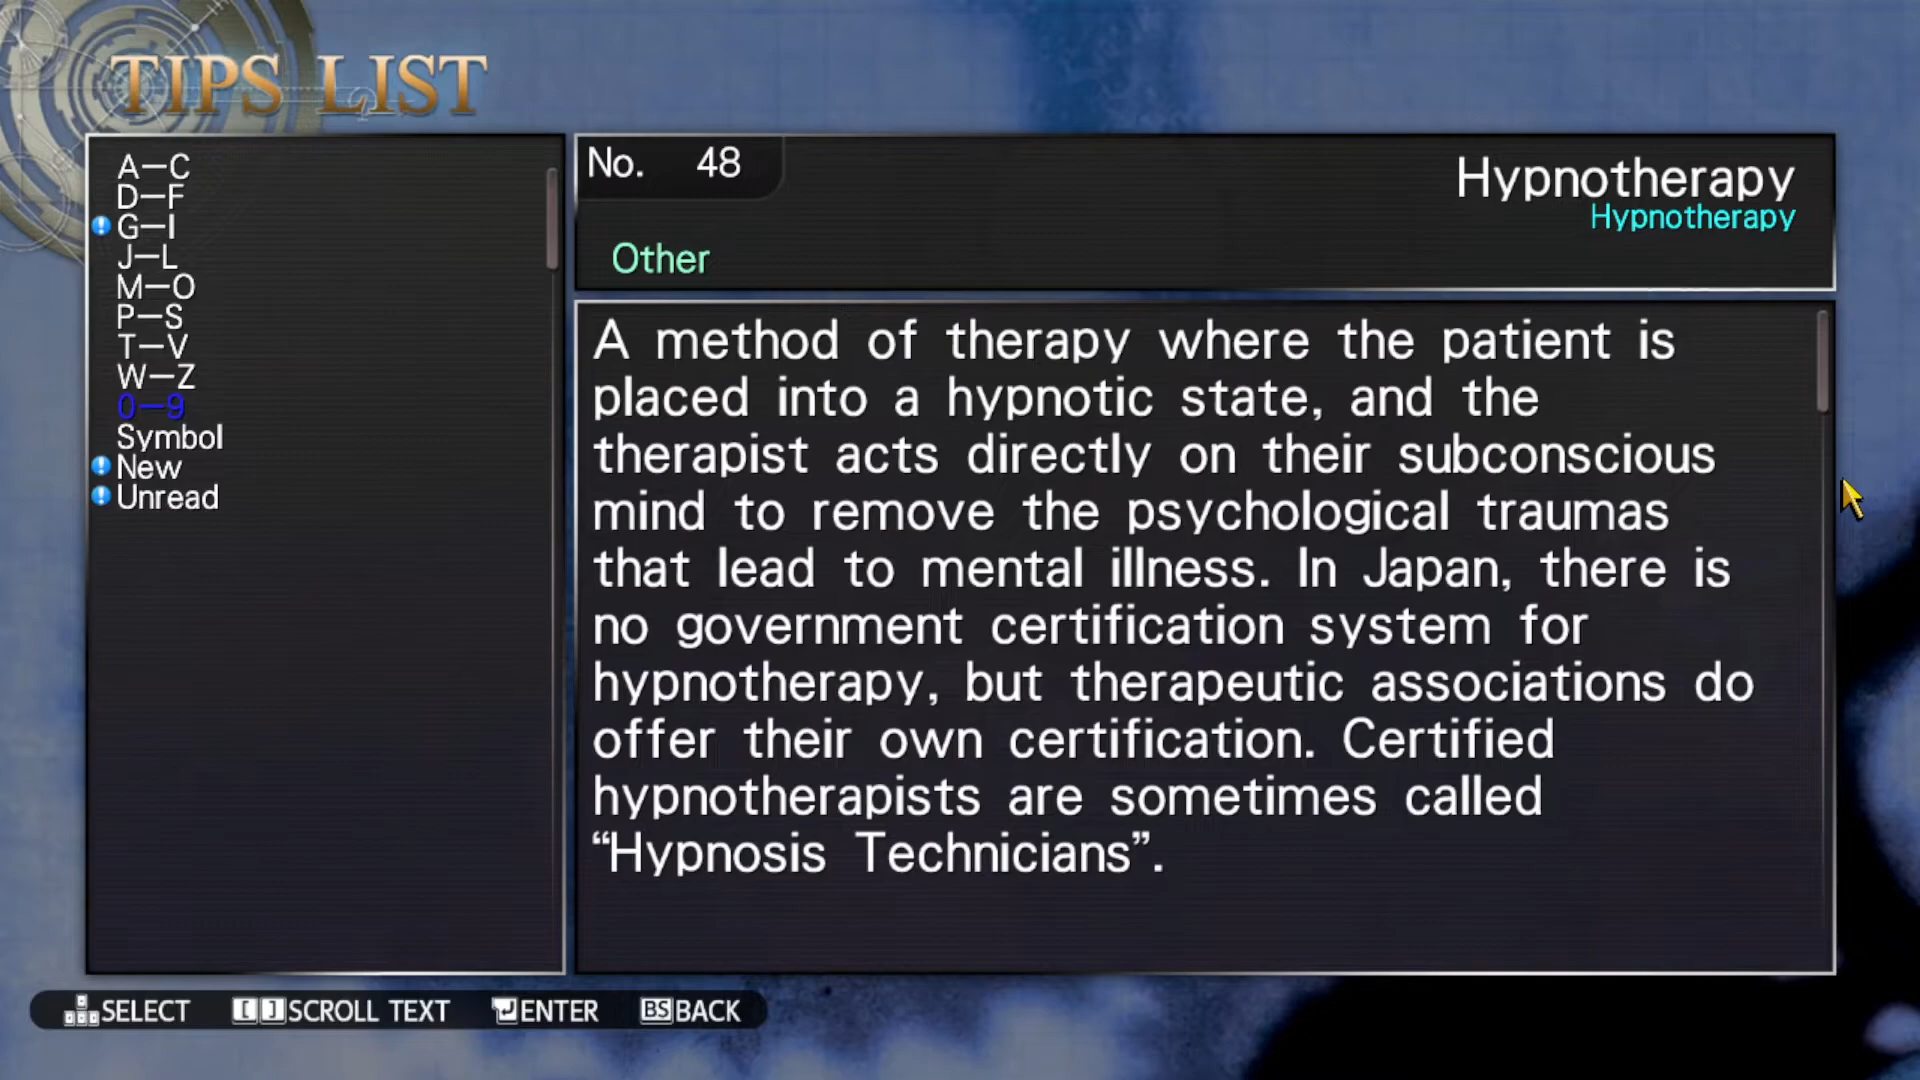 TIPS LIST
A—C
D—F
G—I
J—L
M—O
P—S
T—V
W—Z
0—9
Symbol
New
Unread
No. 48
Hypnotherapy
Hypnotherapy
Other
A method of therapy where the patient is
placed into a hypnotic state, and the
therapist acts directly on their subconscious
mind to remove the psychological traumas
that lead to mental illness. In Japan, there is
no government certification system for
hypnotherapy, but therapeutic associations do
offer their own certification. Certified
hypnotherapists are sometimes called
“Hypnosis Technicians”.
SELECT [ ] SCROLL TEXT ENTER BS BACK